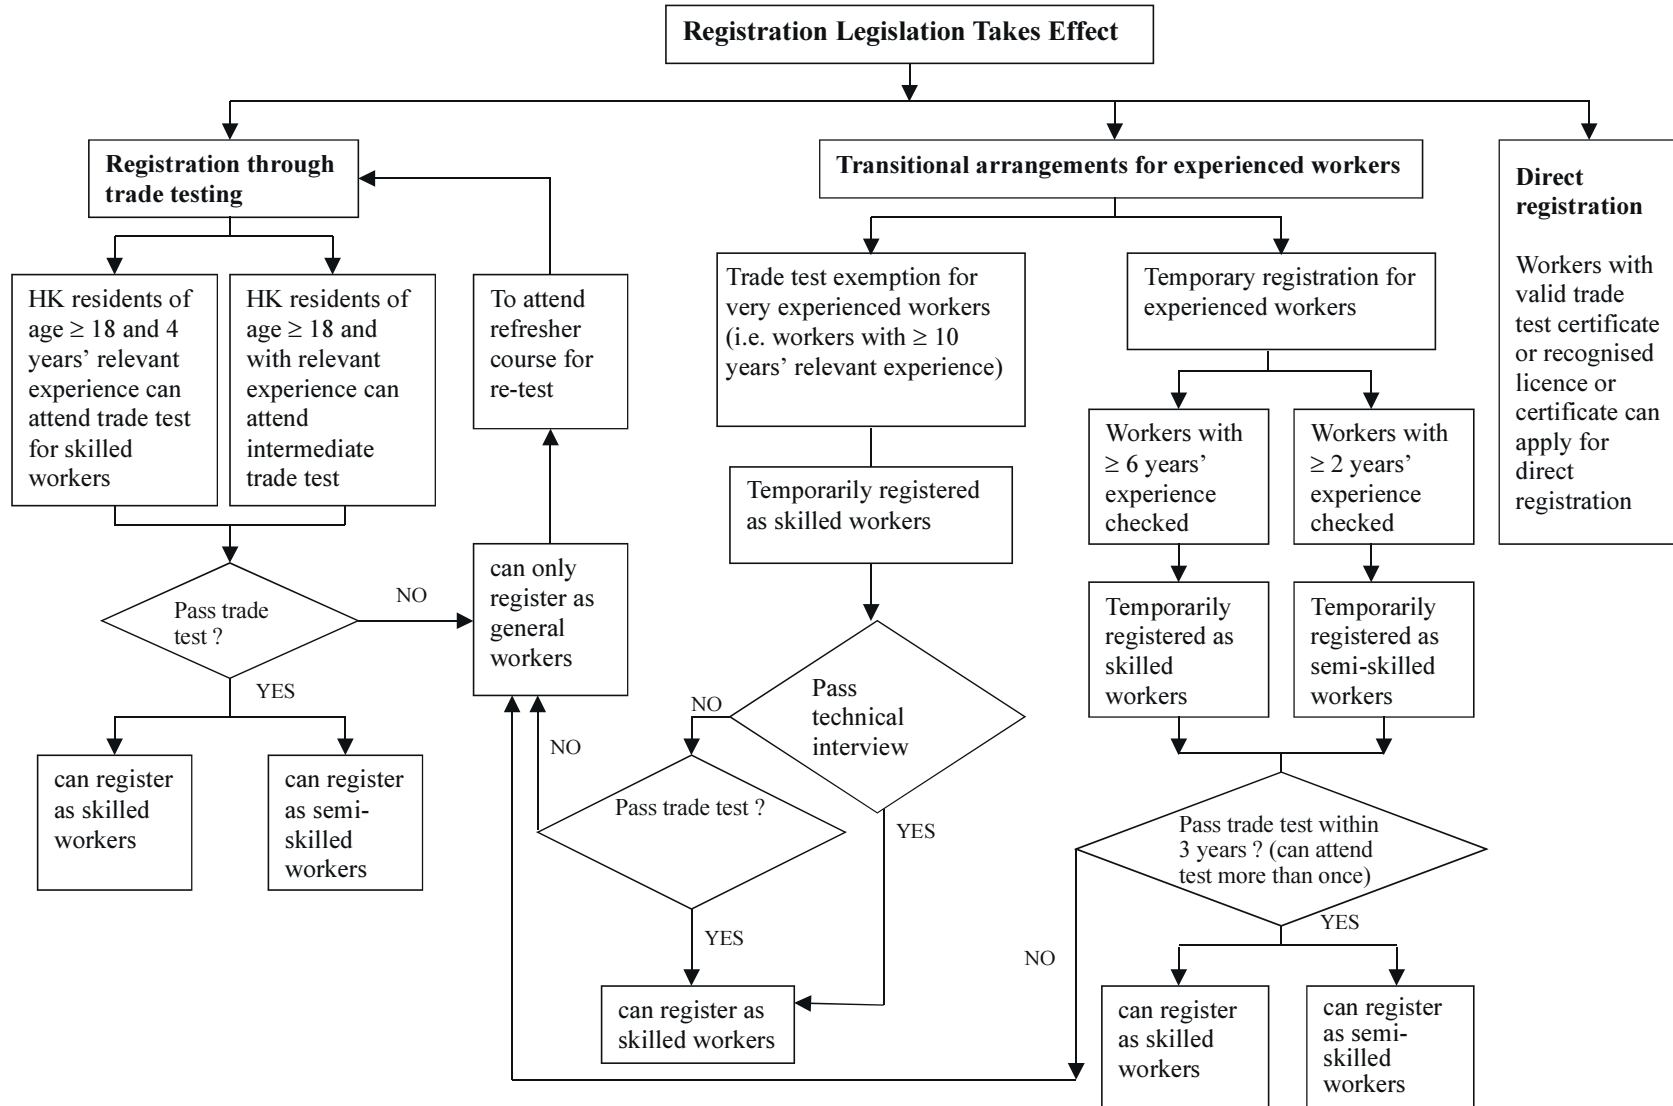 Registration Legislation Takes Effect
Registration through
trade testing
Transitional arrangements for experienced workers
Direct
registration
Workers with
valid trade
test certificate
or recognised
licence or
certificate can
apply for
direct
registration
HK residents of
age ≥ 18 and 4
years’ relevant
experience can
attend trade test
for skilled
workers
HK residents of
age ≥ 18 and
with relevant
experience can
attend
intermediate
trade test
To attend
refresher
course for
re-test
Trade test exemption for
very experienced workers
(i.e. workers with ≥ 10
years’ relevant experience)
Temporary registration for
experienced workers
Workers with
≥ 6 years’
experience
checked
Workers with
≥ 2 years’
experience
checked
Temporarily registered
as skilled workers
can only
register as
general
workers
Pass trade
test ?
NO
YES
Temporarily
registered as
skilled
workers
Temporarily
registered as
semi-skilled
workers
Pass
technical
interview
NO
NO
YES
Pass trade test ?
YES
can register
as skilled
workers
can register
as semi-
skilled
workers
Pass trade test within
3 years ? (can attend
test more than once)
YES
NO
can register as
skilled workers
can register
as skilled
workers
can register
as semi-
skilled
workers